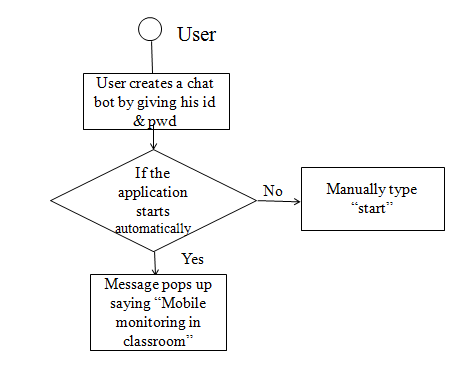 User
User creates a chat
bot by giving his id
& pwd
If the
application
starts
automatically
No
Manually type
“start”
Yes
Message pops up
saying “Mobile
monitoring in
classroom”